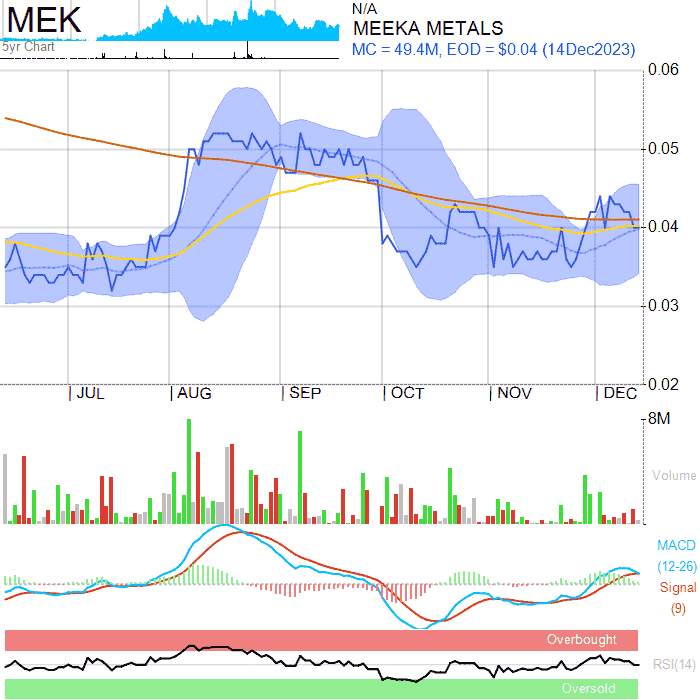 MEK
5yr Chart
N/A
MEEKA METALS
MC = 49.4M, EOD = $0.04 (14Dec2023)
0.06
0.05
0.04
0.03
0.02
JUL AUG SEP OCT NOV DEC
8M
Volume
MACD
(12-26)
Signal
(9)
Overbought
RSI(14)
Oversold